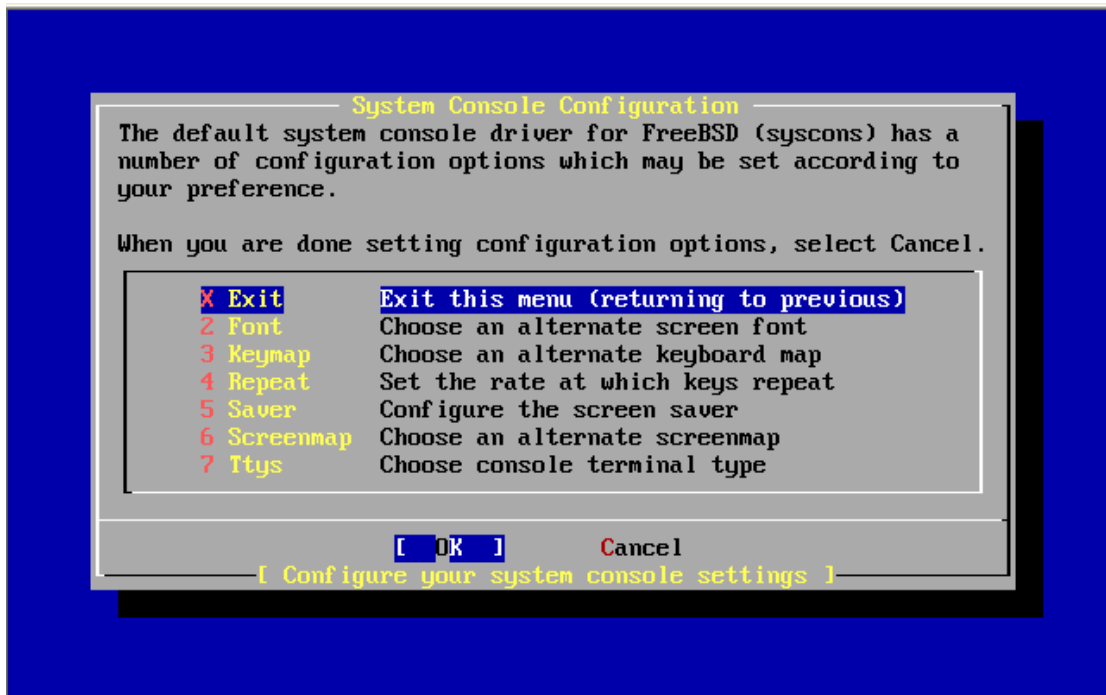 System Console Configuration
The default system console driver for FreeBSD (syscons) has a
number of configuration options which may be set according to
your preference.
When you are done setting configuration options, select Cancel.
X Exit Exit this menu (returning to previous)
2 Font Choose an alternate screen font
3 Keymap Choose an alternate keyboard map
4 Repeat Set the rate at which keys repeat
5 Saver Configure the screen saver
6 Screenmap Choose an alternate screenmap
7 Ttys Choose console terminal type
[ OK ] Cancel
[ Configure your system console settings ]